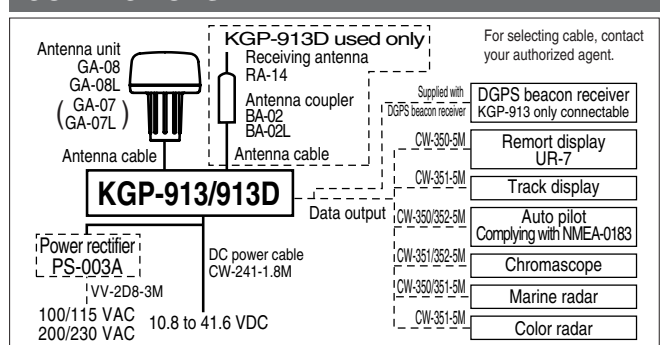 KGP-913D used only
Antenna unit
GA-08
GA-08L
(GA-07
GA-07L)
Antenna cable
Receiving antenna
RA-14
Antenna coupler
BA-02
BA-02L
Antenna cable
For selecting cable, contact
your authorized agent.
KGP-913/913D
Data output
Supplied with
DGPS beacon receiver
DGPS beacon receiver
KGP-913 only connectable
CW-350-5M
Remort display
UR-7
CW-351-5M
Track display
CW-350/352-5M
Auto pilot
Complying with NMEA-0183
CW-351/352-5M
Chromascope
CW-350/351-5M
Marine radar
CW-351-5M
Color radar
Power rectifier
PS-003A
VV-2D8-3M
100/115 VAC
200/230 VAC
DC power cable
CW-241-1.8M
10.8 to 41.6 VDC